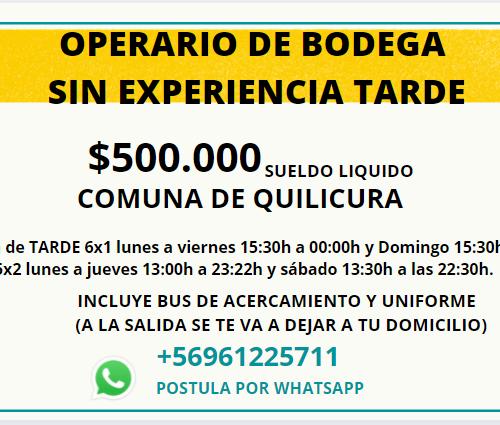 OPERARIO DE BODEGA
SIN EXPERIENCIA TARDE
$500.000 SUELDO LIQUIDO
COMUNA DE QUILICURA
de TARDE 6x1 lunes a viernes 15:30h a 00:00h y Domingo 15:30h
5x2 lunes a jueves 13:00h a 23:22h y sábado 13:30h a las 22:30h.
INCLUYE BUS DE ACERCAMIENTO Y UNIFORME
(A LA SALIDA SE TE VA A DEJAR A TU DOMICILIO)
+56961225711
POSTULA POR WHATSAPP